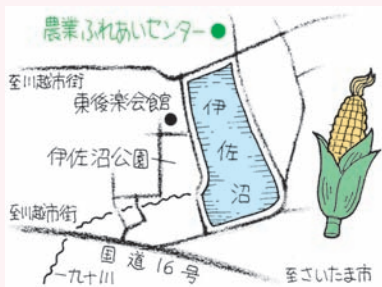 農業ふれあいセンター
至川越市街
東後楽会館
伊佐沼
伊佐沼公園
至川越市街
国道16号
九十川
至さいたま市